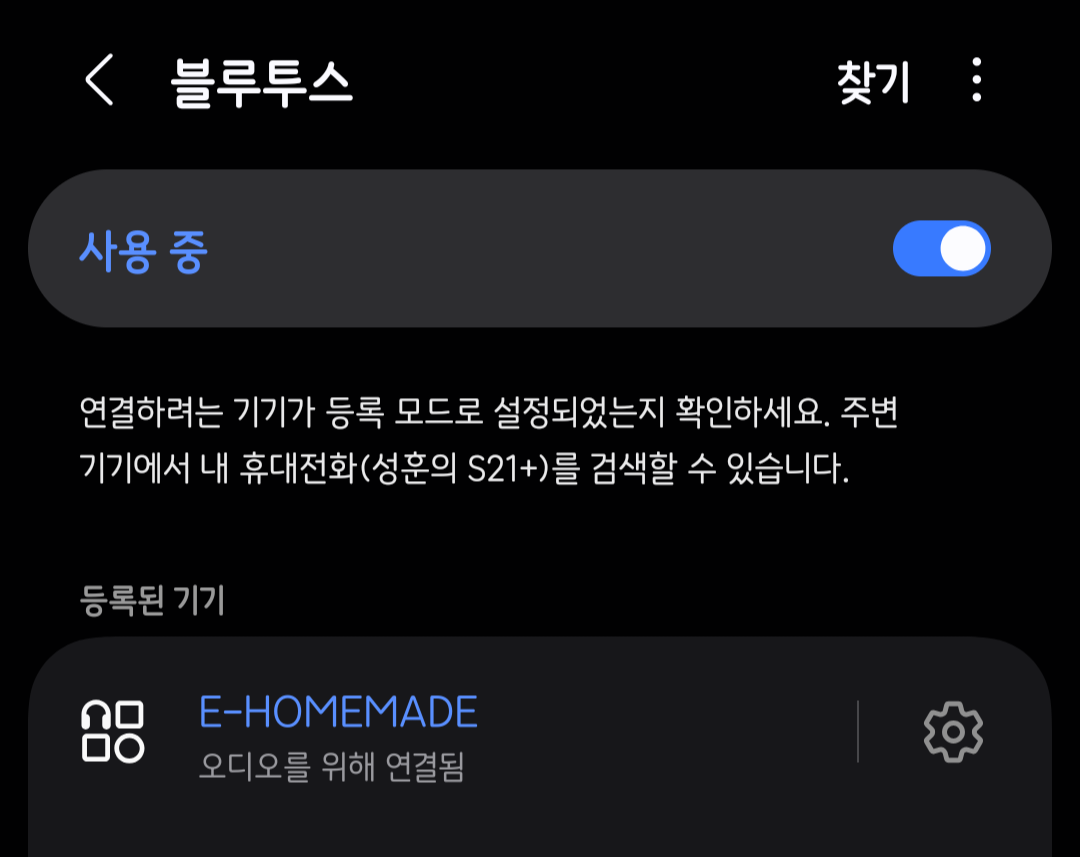 블루투스
찾기
사용 중
연결하려는 기기가 등록 모드로 설정되었는지 확인하세요. 주변
기기에서 내 휴대전화(성훈의 S21+)를 검색할 수 있습니다.
등록된 기기
E-HOMEMADE
오디오를 위해 연결됨